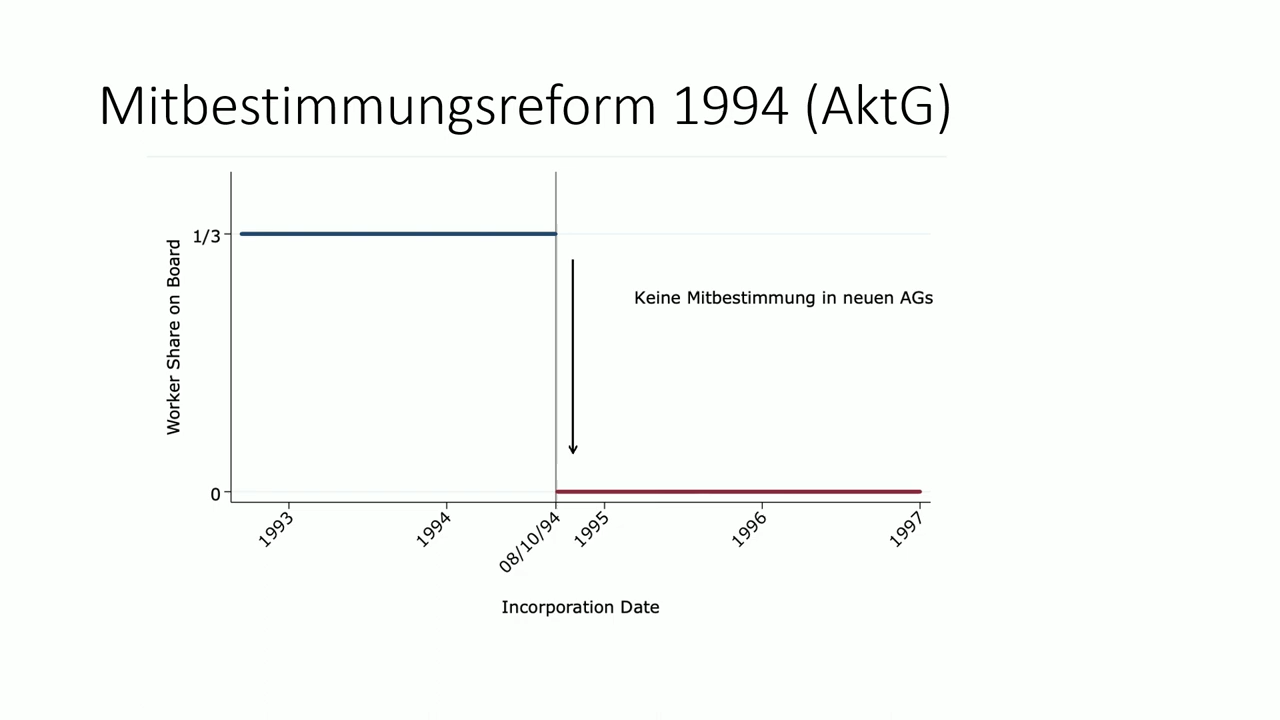 Mitbestimmungsreform 1994 (AktG)
Worker Share on Board
1/3
Keine Mitbestimmung in neuen AGs
0
1993
1994
08/10/94
1995
1996
1997
Incorporation Date